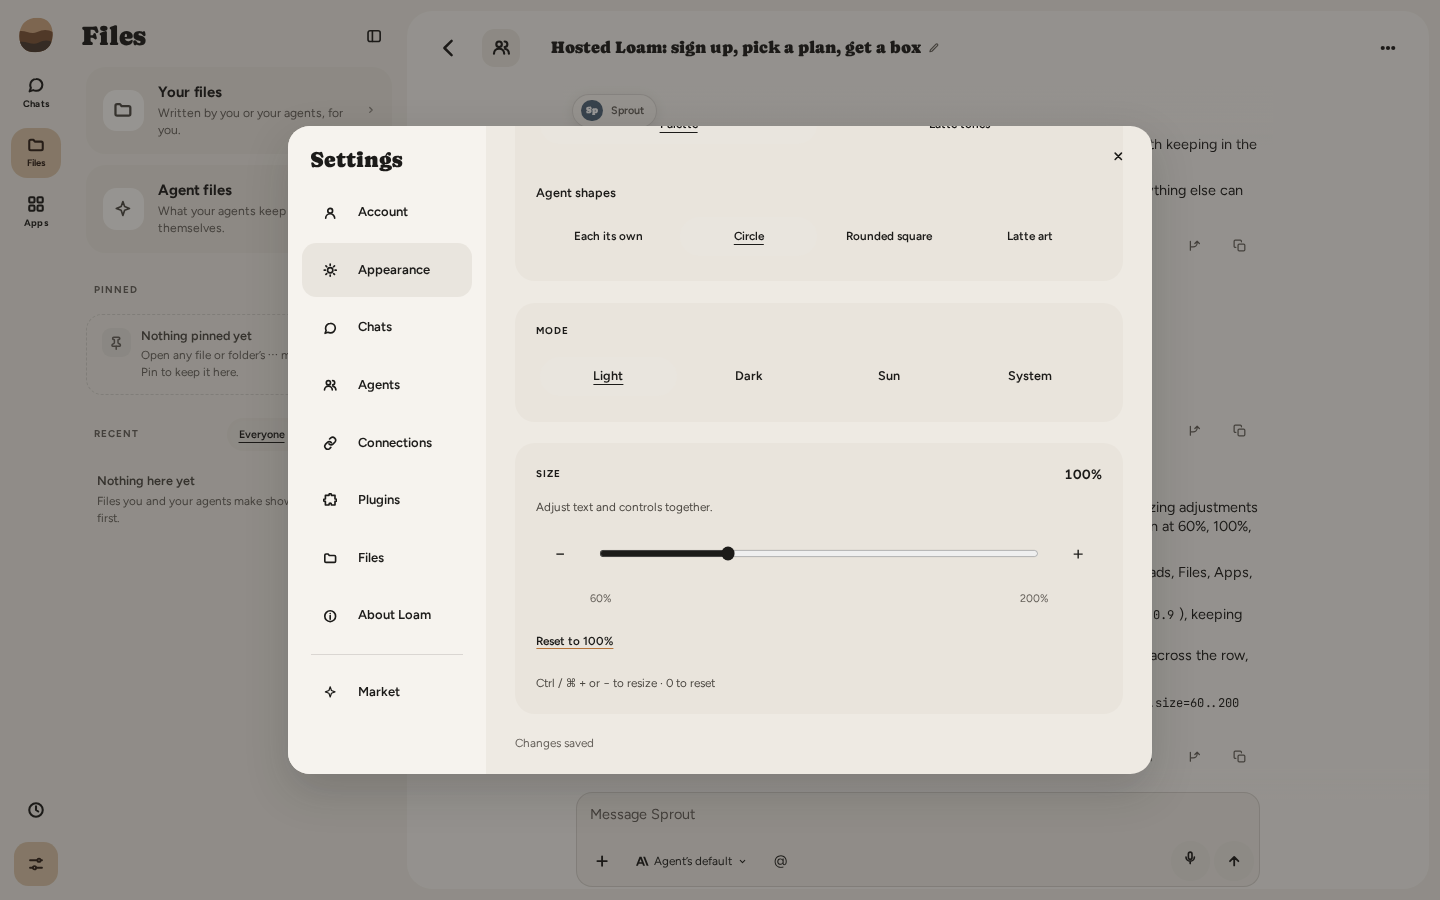 Files
Chats
Files
Apps
Your files
Written by you or your agents, for
you.
Agent files
What your agents keep
themselves.
PINNED
Nothing pinned yet
Open any file or folder's ··· m
Pin to keep it here.
RECENT
Everyone
Nothing here yet
Files you and your agents make show
first.
Hosted Loam: sign up, pick a plan, get a box
Sp Sprout
th keeping in the
ything else can
zing adjustments
n at 60%, 100%,
ads, Files, Apps,
0.9 ), keeping
across the row,
.size=60..200
Message Sprout
Agent's default
@
Settings
Account
Appearance
Chats
Agents
Connections
Plugins
Files
About Loam
Market
Palette Latte tones
Agent shapes
Each its own Circle Rounded square Latte art
MODE
Light Dark Sun System
SIZE 100%
Adjust text and controls together.
− +
60% 200%
Reset to 100%
Ctrl / ⌘ + or − to resize · 0 to reset
Changes saved